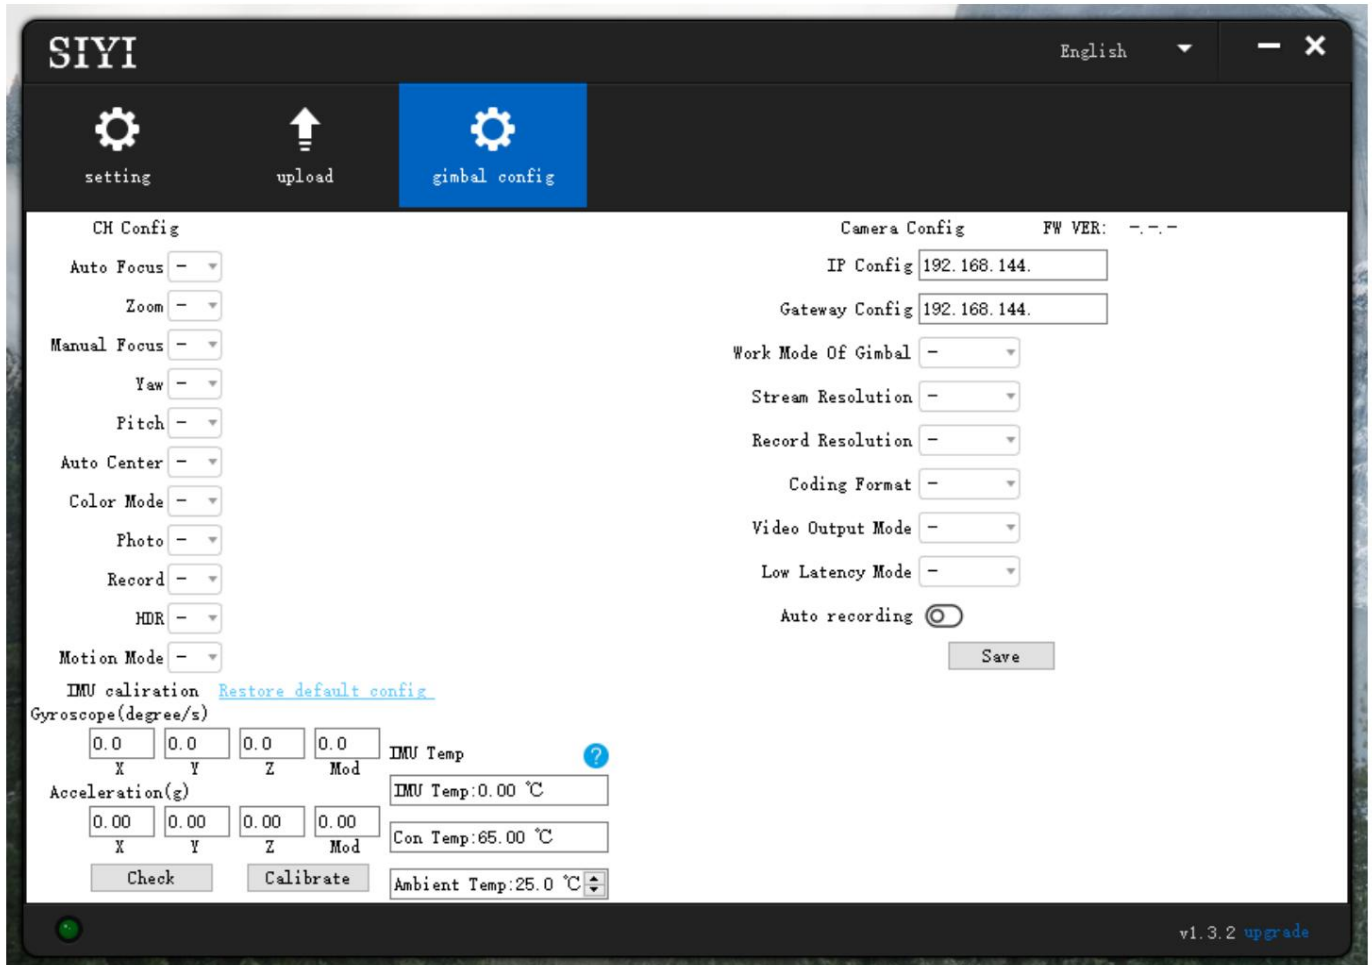 SIYI
English
setting
upload
gimbal config
CH Config
Auto Focus -
Zoom -
Manual Focus -
Yaw -
Pitch -
Auto Center -
Color Mode -
Photo -
Record -
HDR -
Motion Mode -
Camera Config FW VER: -.-.-
IP Config 192.168.144.
Gateway Config 192.168.144.
Work Mode Of Gimbal -
Stream Resolution -
Record Resolution -
Coding Format -
Video Output Mode -
Low Latency Mode -
Auto recording
Save
IMU caliration Restore default config
Gyroscope(degree/s)
0.0 0.0 0.0 0.0
X Y Z Mod
Acceleration(g)
0.00 0.00 0.00 0.00
X Y Z Mod
Check Calibrate
IMU Temp ?
IMU Temp:0.00 ℃
Con Temp:65.00 ℃
Ambient Temp:25.0 ℃
v1.3.2 upgrade